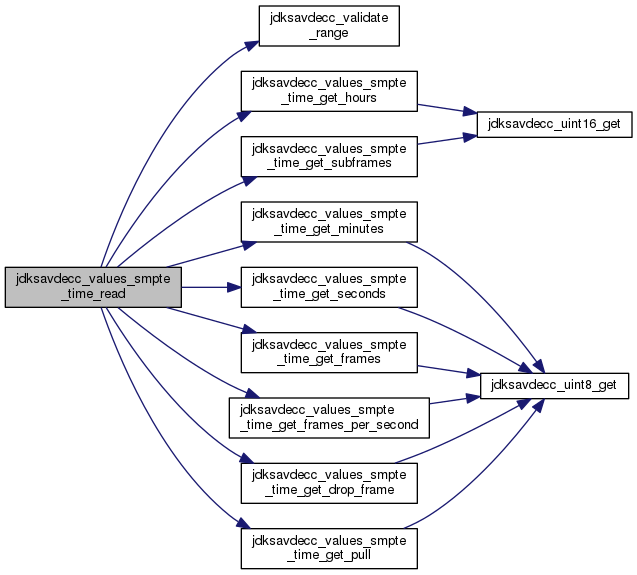 jdksavdecc_validate
_range
jdksavdecc_values_smpte
_time_get_hours
jdksavdecc_uint16_get
jdksavdecc_values_smpte
_time_get_subframes
jdksavdecc_values_smpte
_time_get_minutes
jdksavdecc_values_smpte
_time_read
jdksavdecc_values_smpte
_time_get_seconds
jdksavdecc_values_smpte
_time_get_frames
jdksavdecc_uint8_get
jdksavdecc_values_smpte
_time_get_frames_per_second
jdksavdecc_values_smpte
_time_get_drop_frame
jdksavdecc_values_smpte
_time_get_pull